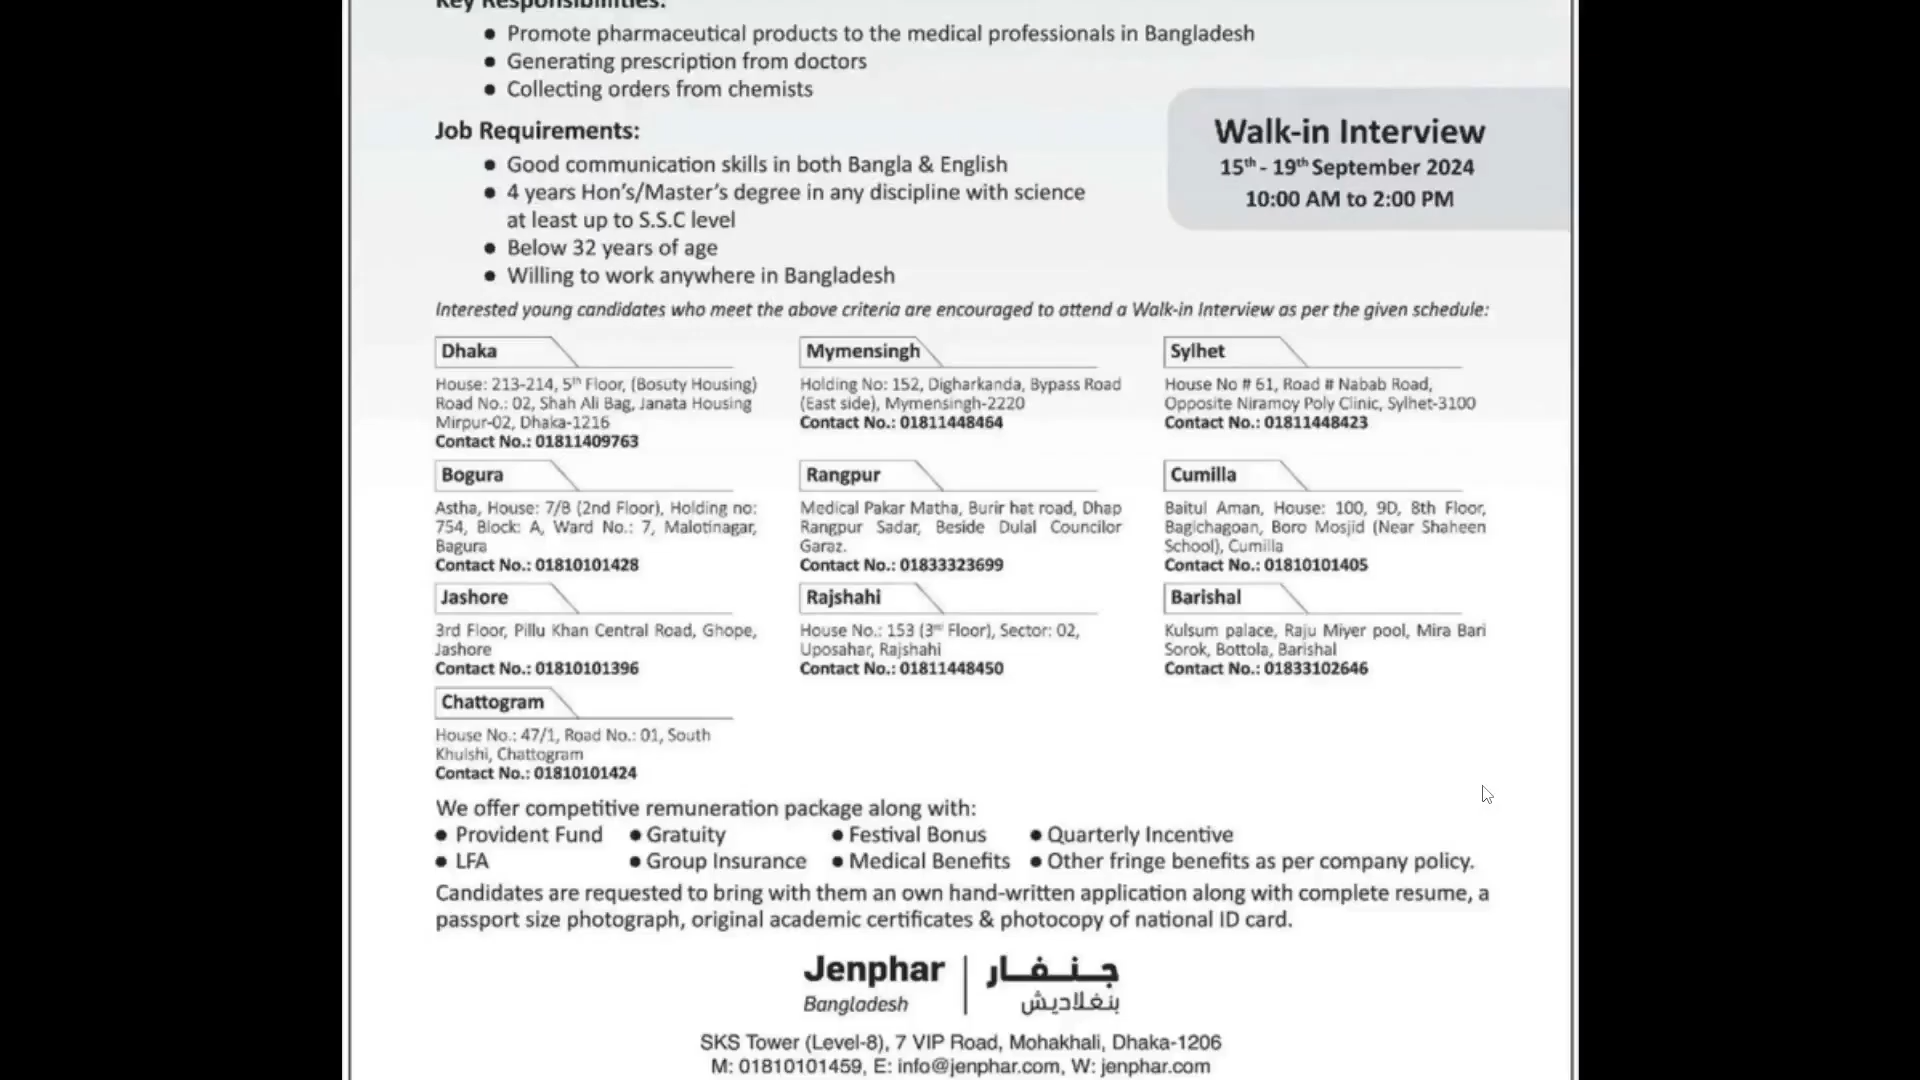 Key Responsibilities:
● Promote pharmaceutical products to the medical professionals in Bangladesh
● Generating prescription from doctors
● Collecting orders from chemists
Job Requirements:
● Good communication skills in both Bangla & English
● 4 years Hon's/Master's degree in any discipline with science
at least up to S.S.C level
● Below 32 years of age
● Willing to work anywhere in Bangladesh
Walk-in Interview
15th - 19th September 2024
10:00 AM to 2:00 PM
Interested young candidates who meet the above criteria are encouraged to attend a Walk-in Interview as per the given schedule:
Dhaka
House: 213-214, 5th Floor, (Bosuty Housing)
Road No.: 02, Shah Ali Bag, Janata Housing
Mirpur-02, Dhaka-1216
Contact No.: 01811409763
Mymensingh
Holding No: 152, Digharkanda, Bypass Road
(East side), Mymensingh-2220
Contact No.: 01811448464
Sylhet
House No # 61, Road # Nabab Road,
Opposite Niramoy Poly Clinic, Sylhet-3100
Contact No.: 01811448423
Bogura
Astha, House: 7/B (2nd Floor), Holding no:
754, Block: A, Ward No.: 7, Malotinagar,
Bagura
Contact No.: 01810101428
Rangpur
Medical Pakar Matha, Burir hat road, Dhap
Rangpur Sadar, Beside Dulal Councilor
Garaz.
Contact No.: 01833323699
Cumilla
Baitul Aman, House: 100, 9D, 8th Floor,
Bagichagoan, Boro Mosjid (Near Shaheen
School), Cumilla
Contact No.: 01810101405
Jashore
3rd Floor, Pillu Khan Central Road, Ghope,
Jashore
Contact No.: 01810101396
Rajshahi
House No.: 153 (3rd Floor), Sector: 02,
Uposahar, Rajshahi
Contact No.: 01811448450
Barishal
Kulsum palace, Raju Miyer pool, Mira Bari
Sorok, Bottola, Barishal
Contact No.: 01833102646
Chattogram
House No.: 47/1, Road No.: 01, South
Khulshi, Chattogram
Contact No.: 01810101424
We offer competitive remuneration package along with:
● Provident Fund ● Gratuity ● Festival Bonus ● Quarterly Incentive
● LFA ● Group Insurance ● Medical Benefits ● Other fringe benefits as per company policy.
Candidates are requested to bring with them an own hand-written application along with complete resume, a
passport size photograph, original academic certificates & photocopy of national ID card.
Jenphar
Bangladesh
جنفار
بنغلاديش
SKS Tower (Level-8), 7 VIP Road, Mohakhali, Dhaka-1206
M: 01810101459, E: info@jenphar.com, W: jenphar.com